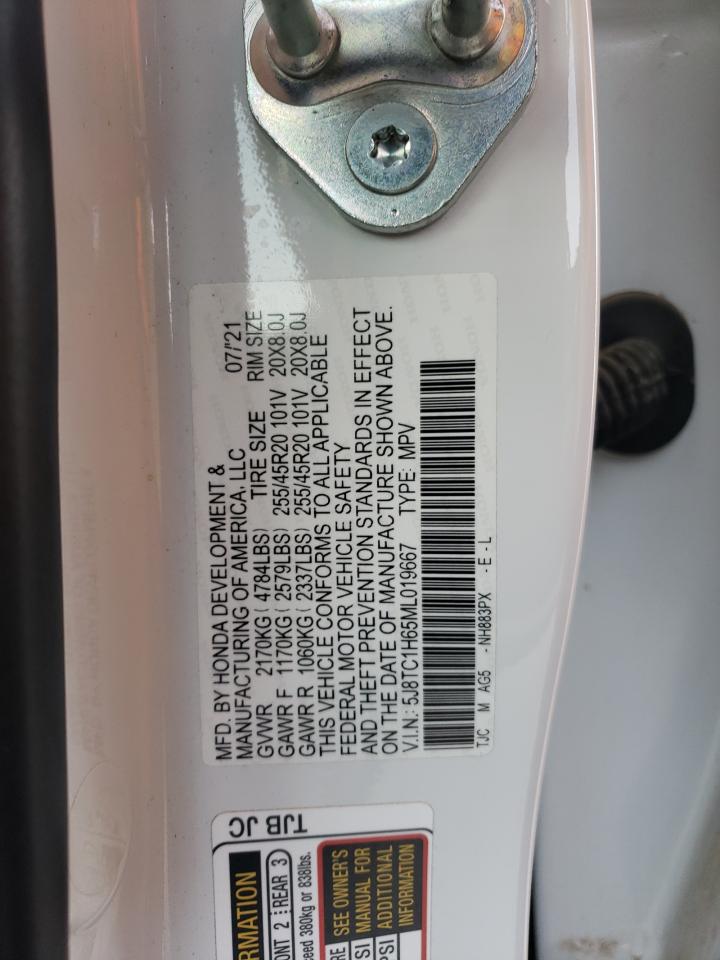 MFD. BY HONDA DEVELOPMENT &
MANUFACTURING OF AMERICA, LLC 07/'21
GVWR 2170KG ( 4784LBS) TIRE SIZE RIM SIZE
GAWR F 1170KG ( 2579LBS) 255/45R20 101V 20X8.0J
GAWR R 1060KG ( 2337LBS) 255/45R20 101V 20X8.0J
THIS VEHICLE CONFORMS TO ALL APPLICABLE
FEDERAL MOTOR VEHICLE SAFETY
AND THEFT PREVENTION STANDARDS IN EFFECT
ON THE DATE OF MANUFACTURE SHOWN ABOVE.
V.I.N.: 5J8TC1H65ML019667 TYPE: MPV
TJC M AG5 - NH883PX - E - L
TJB JC
RMATION
ONT 2 REAR 3
ceed 380kg or 838lbs.
RE SEE OWNER'S
SI MANUAL FOR
PSI ADDITIONAL
INFORMATION